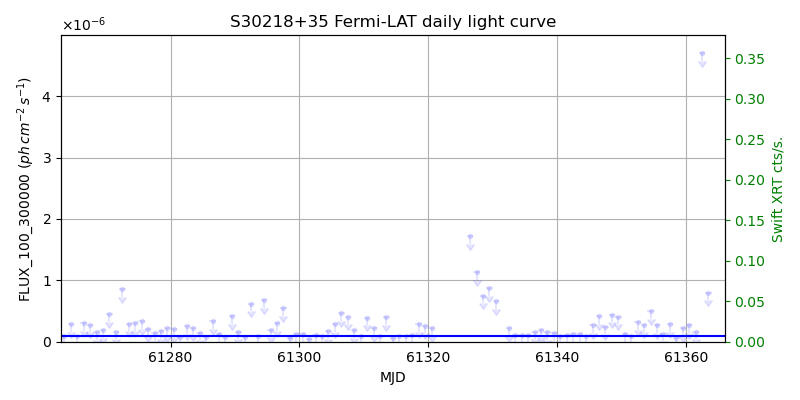 S30218+35 Fermi-LAT daily light curve
×10⁻⁶
FLUX_100_300000 (ph cm⁻² s⁻¹)
4
3
2
1
0
0.35
0.30
0.25
0.20
0.15
0.10
0.05
0.00
Swift XRT cts/s.
61280 61300 61320 61340 61360
MJD